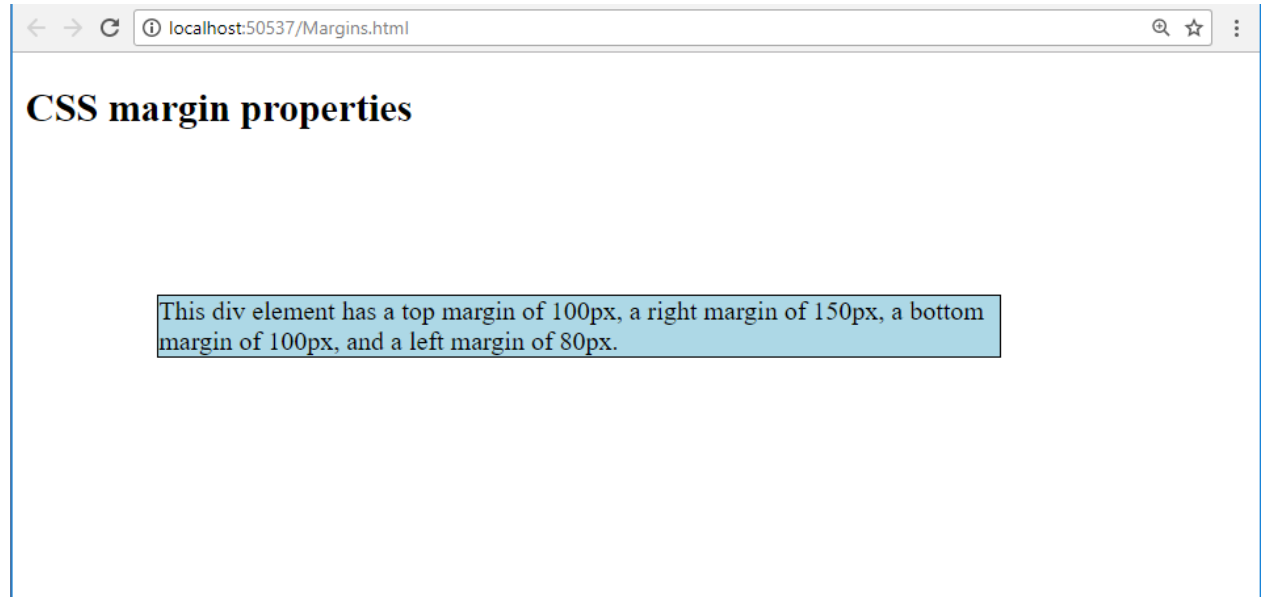 localhost:50537/Margins.html
CSS margin properties
This div element has a top margin of 100px, a right margin of 150px, a bottom
margin of 100px, and a left margin of 80px.